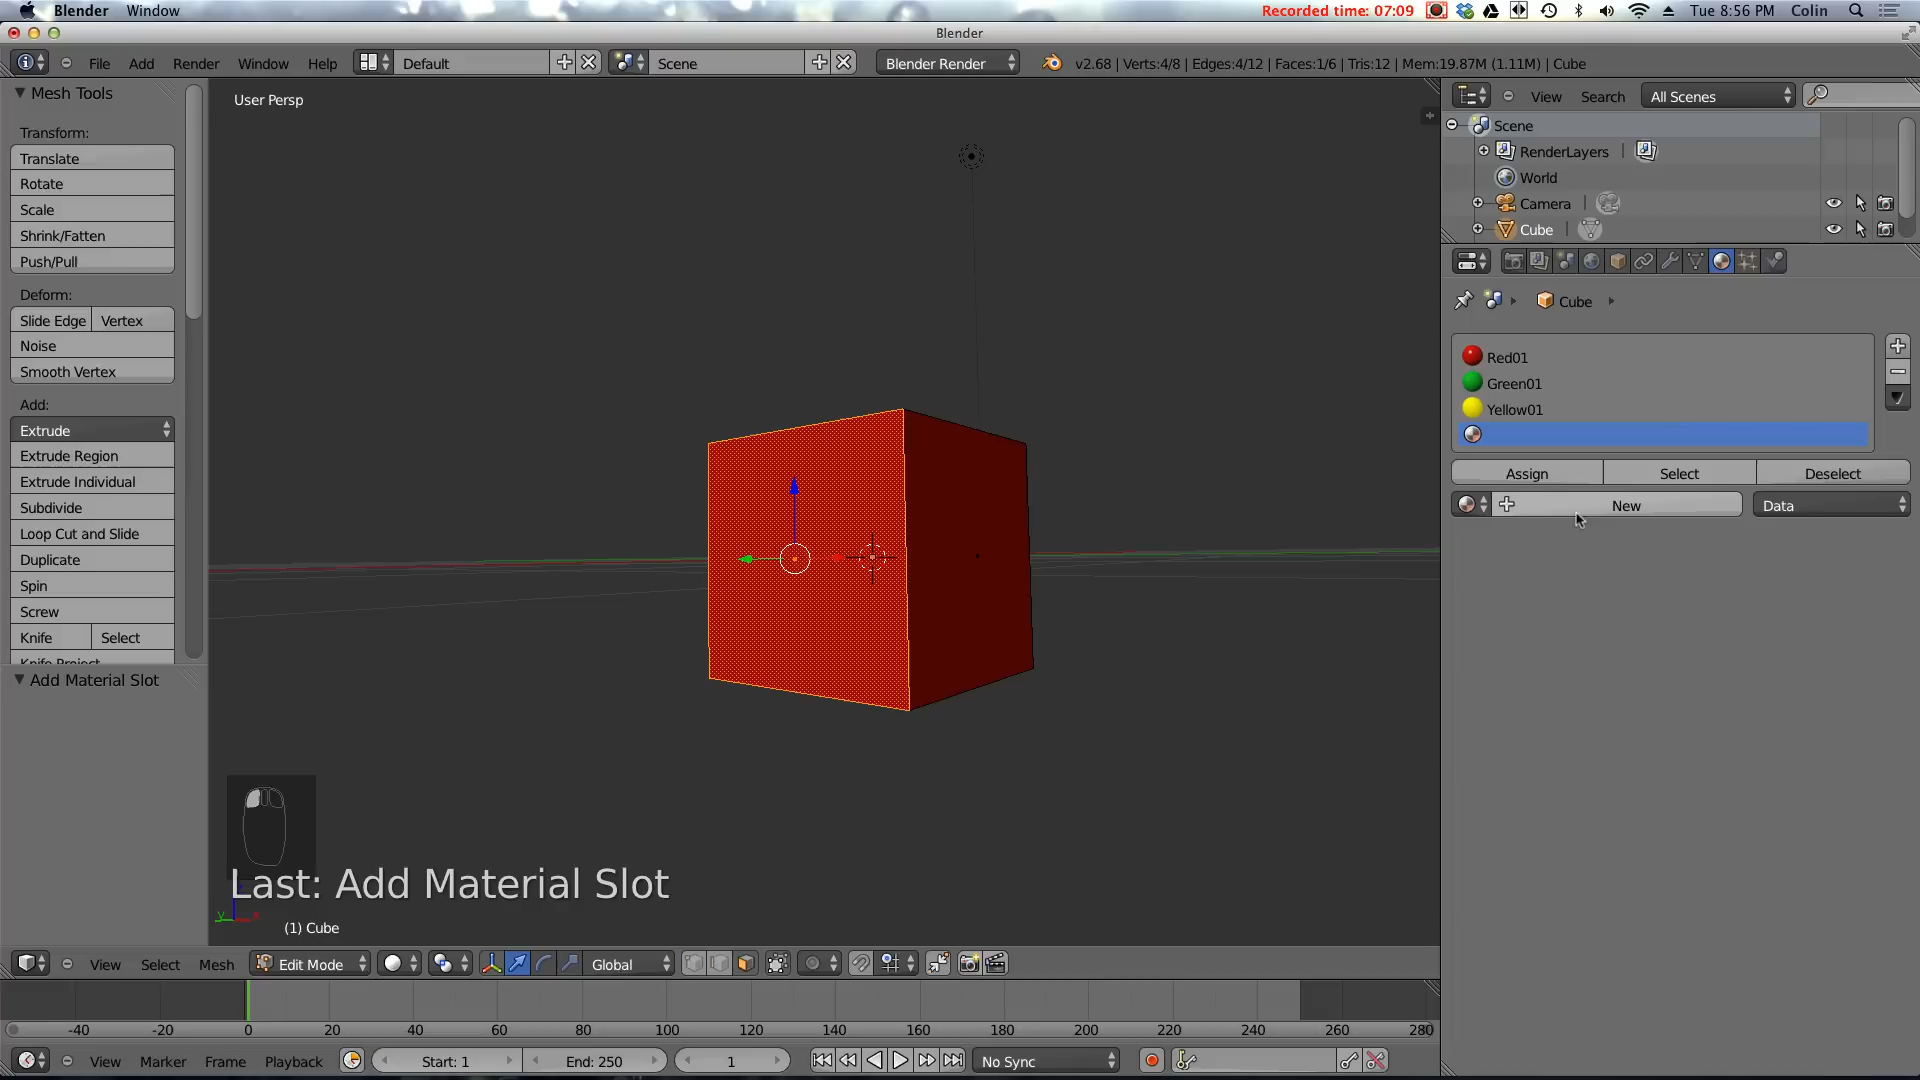 Blender Window Recorded time: 07:09 Tue 8:56 PM Colin
Blender
File Add Render Window Help Default Scene Blender Render v2.68 | Verts:4/8 | Edges:4/12 | Faces:1/6 | Tris:12 | Mem:19.87M (1.11M) | Cube
Mesh Tools
Transform:
Translate
Rotate
Scale
Shrink/Fatten
Push/Pull
Deform:
Slide Edge Vertex
Noise
Smooth Vertex
Add:
Extrude
Extrude Region
Extrude Individual
Subdivide
Loop Cut and Slide
Duplicate
Spin
Screw
Knife Select
Knife Project
Add Material Slot
User Persp
Last: Add Material Slot
y x
(1) Cube
View Search All Scenes
Scene
RenderLayers
World
Camera
Cube
Cube
Red01
Green01
Yellow01
Assign Select Deselect
New Data
View Select Mesh Edit Mode Global
-40 -20 0 20 40 60 80 100 120 140 160 180 200 220 240 260 280
View Marker Frame Playback Start: 1 End: 250 1 No Sync